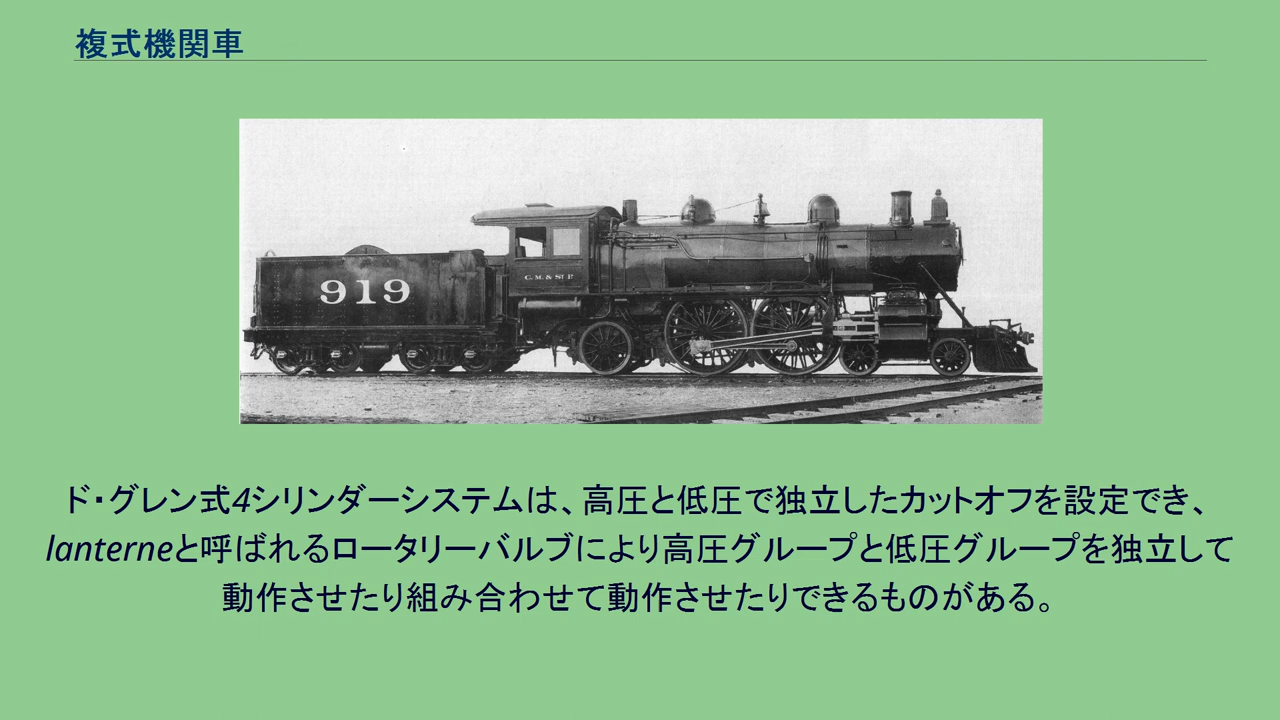 複式機関車
C. M. & ST P.
919
ド・グレン式4シリンダーシステムは、高圧と低圧で独立したカットオフを設定でき、
lanterneと呼ばれるロータリーバルブにより高圧グループと低圧グループを独立して
動作させたり組み合わせて動作させたりできるものがある。